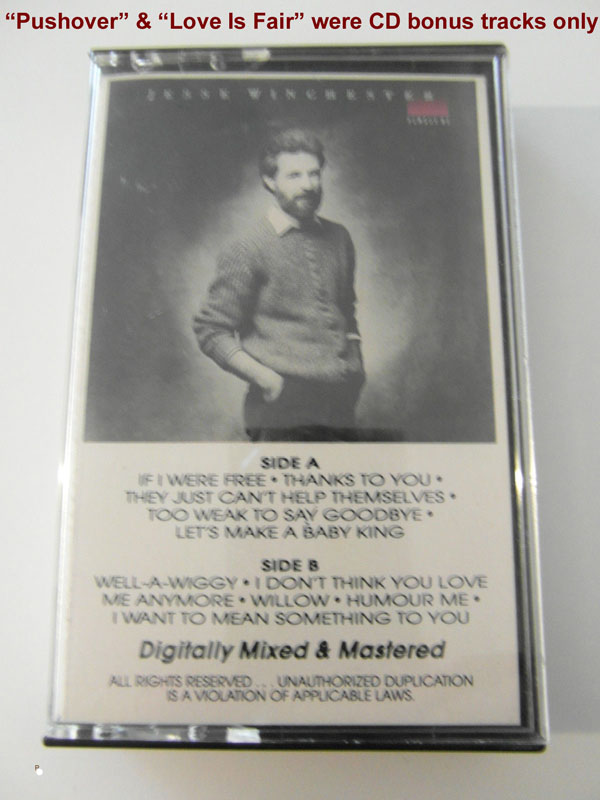 “Pushover” & “Love Is Fair” were CD bonus tracks only
JESSE WINCHESTER
SIDE A
IF I WERE FREE • THANKS TO YOU •
THEY JUST CAN'T HELP THEMSELVES •
TOO WEAK TO SAY GOODBYE •
LET'S MAKE A BABY KING
SIDE B
WELL-A-WIGGY • I DON'T THINK YOU LOVE
ME ANYMORE • WILLOW • HUMOUR ME •
I WANT TO MEAN SOMETHING TO YOU
Digitally Mixed & Mastered
ALL RIGHTS RESERVED . . . UNAUTHORIZED DUPLICATION
IS A VIOLATION OF APPLICABLE LAWS.
P